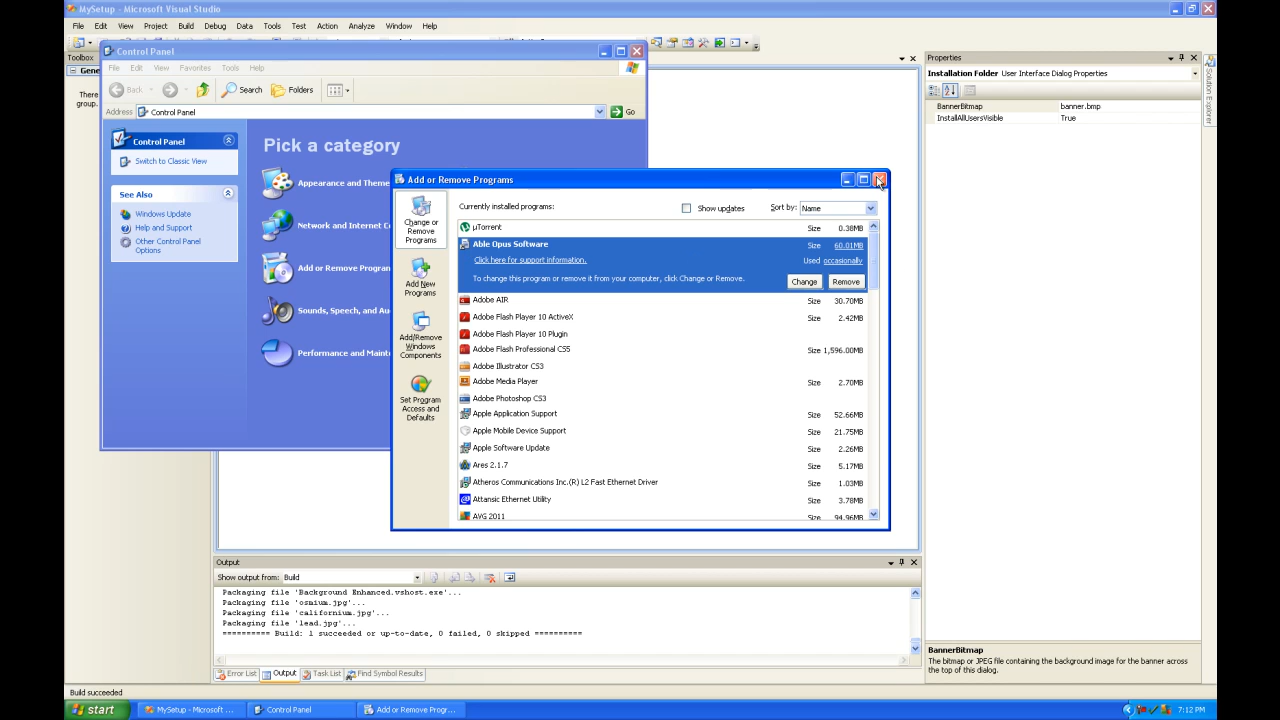 MySetup - Microsoft Visual Studio
File Edit View Project Build Debug Data Tools Test Action Analyze Window Help
Toolbox
Gene
There
group.
Control Panel
File Edit View Favorites Tools Help
Back Search Folders
Address Control Panel Go
Control Panel
Switch to Classic View
See Also
Windows Update
Help and Support
Other Control Panel
Options
Pick a category
Appearance and Theme
Network and Internet C
Add or Remove Program
Sounds, Speech, and Au
Performance and Maint
Add or Remove Programs
Change or
Remove
Programs
Add New
Programs
Add/Remove
Windows
Components
Set Program
Access and
Defaults
Currently installed programs: Show updates Sort by: Name
µTorrent Size 0.38MB
Able Opus Software Size 60.01MB
Click here for support information. Used occasionally
To change this program or remove it from your computer, click Change or Remove. Change Remove
Adobe AIR Size 30.70MB
Adobe Flash Player 10 ActiveX Size 2.42MB
Adobe Flash Player 10 Plugin
Adobe Flash Professional CS5 Size 1,596.00MB
Adobe Illustrator CS3
Adobe Media Player Size 2.70MB
Adobe Photoshop CS3
Apple Application Support Size 52.66MB
Apple Mobile Device Support Size 21.75MB
Apple Software Update Size 2.26MB
Ares 2.1.7 Size 5.17MB
Atheros Communications Inc.(R) L2 Fast Ethernet Driver Size 1.03MB
Attansic Ethernet Utility Size 3.78MB
AVG 2011 Size 94.96MB
Properties
Installation Folder User Interface Dialog Properties
BannerBitmap banner.bmp
InstallAllUsersVisible True
Solution Explorer
BannerBitmap
The bitmap or JPEG file containing the background image for the banner across
the top of this dialog.
Output
Show output from: Build
Packaging file 'Background Enhanced.vshost.exe'...
Packaging file 'osmium.jpg'...
Packaging file 'californium.jpg'...
Packaging file 'lead.jpg'...
========== Build: 1 succeeded or up-to-date, 0 failed, 0 skipped ==========
Error List Output Task List Find Symbol Results
Build succeeded
start MySetup - Microsoft ... Control Panel Add or Remove Progr... 7:12 PM